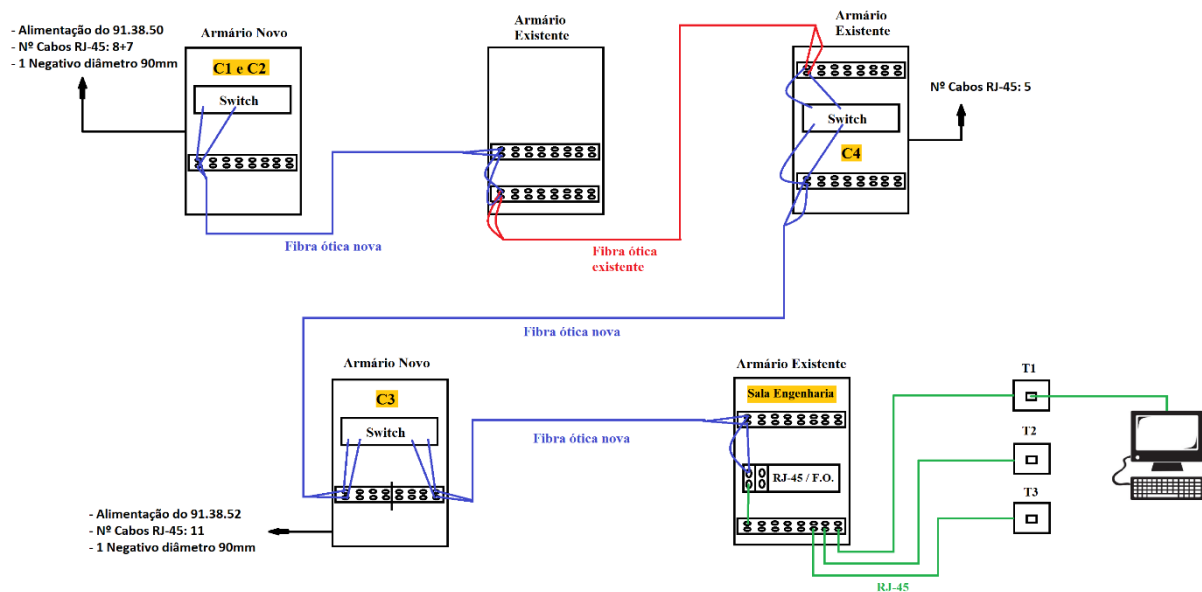 - Alimentação do 91.38.50
- Nº Cabos RJ-45: 8+7
- 1 Negativo diâmetro 90mm
Armário Novo
C1 e C2
Switch
Armário
Existente
Armário
Existente
Switch
C4
Nº Cabos RJ-45: 5
Fibra ótica nova
Fibra ótica
existente
Fibra ótica nova
Armário Novo
C3
Switch
Fibra ótica nova
- Alimentação do 91.38.52
- Nº Cabos RJ-45: 11
- 1 Negativo diâmetro 90mm
Armário Existente
Sala Engenharia
RJ-45 / F.O.
RJ-45
T1
T2
T3